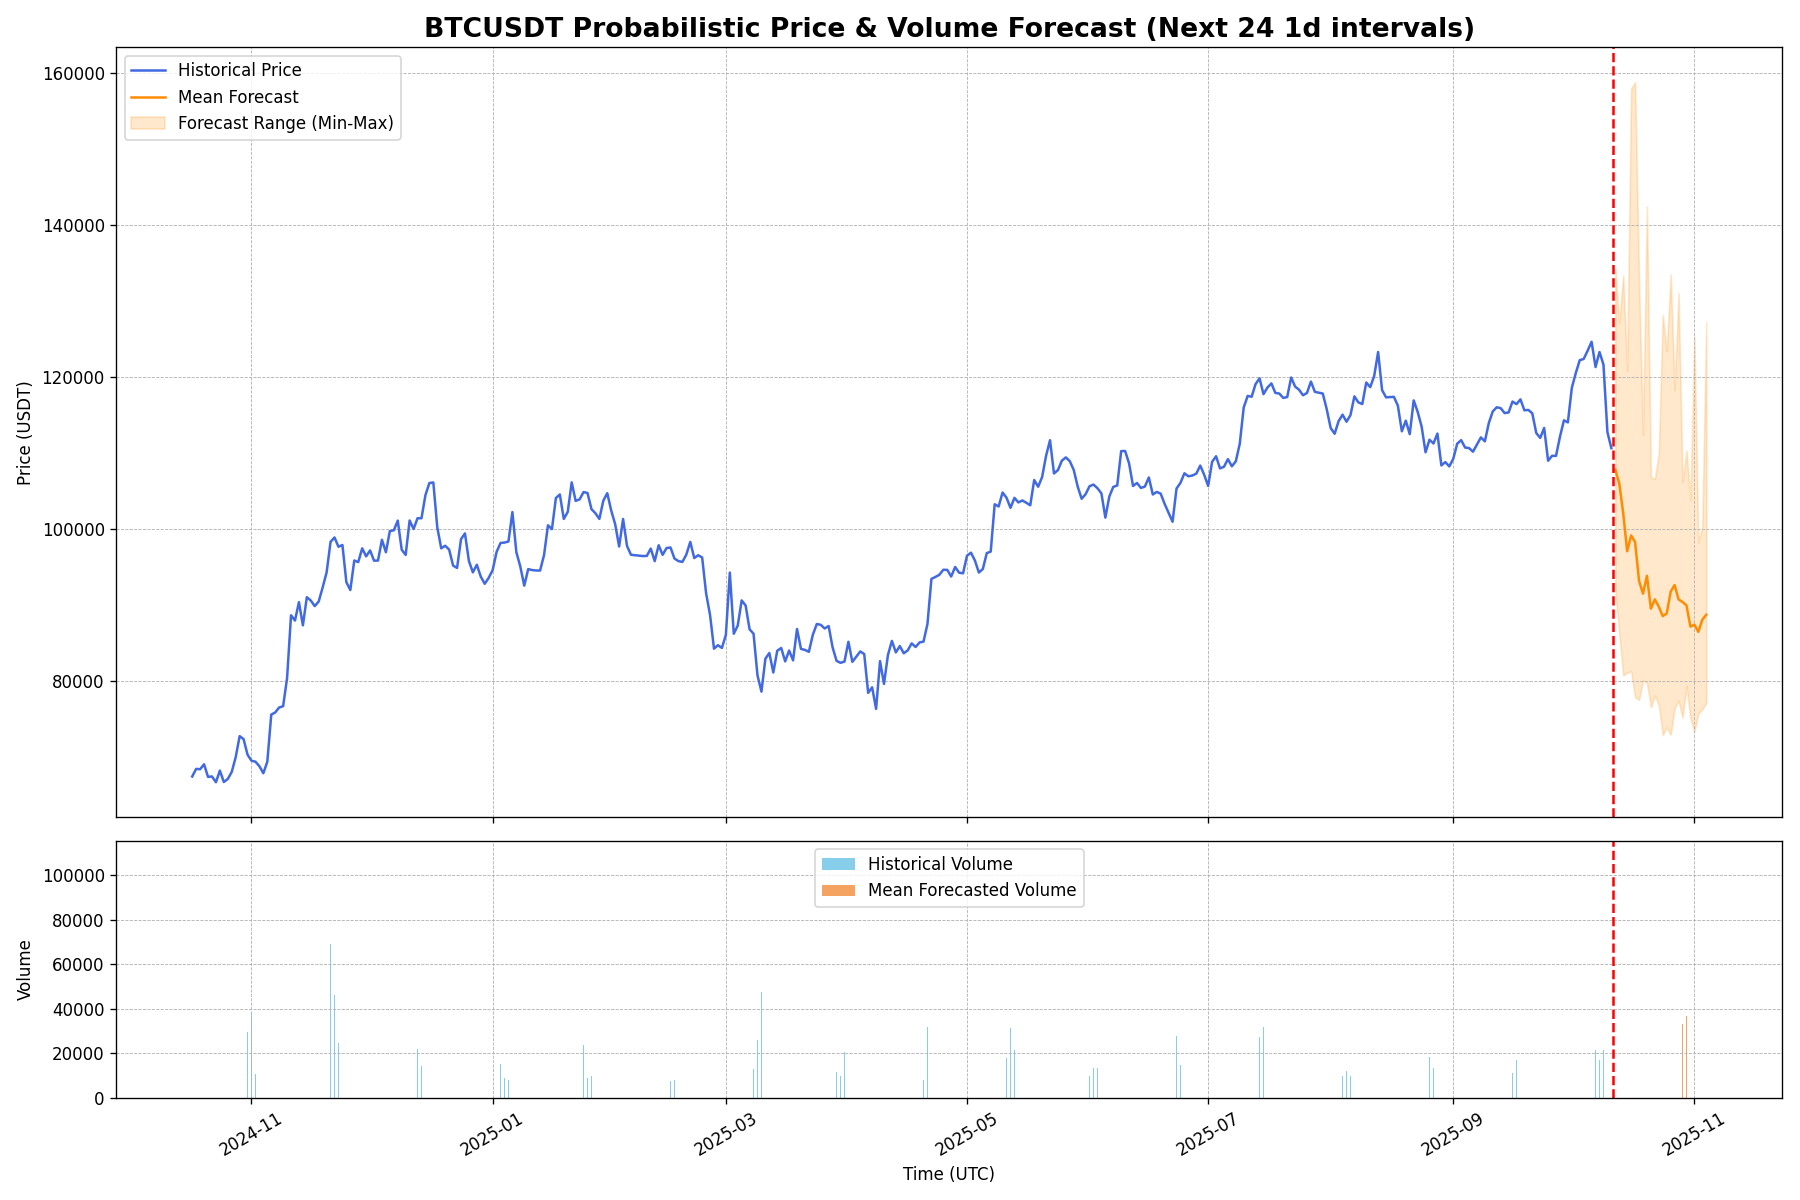 BTCUSDT Probabilistic Price & Volume Forecast (Next 24 1d intervals)
Historical Price
Mean Forecast
Forecast Range (Min-Max)
160000
140000
120000
100000
80000
Price (USDT)
Historical Volume
Mean Forecasted Volume
100000
80000
60000
40000
20000
0
Volume
2024-11
2025-01
2025-03
2025-05
2025-07
2025-09
2025-11
Time (UTC)